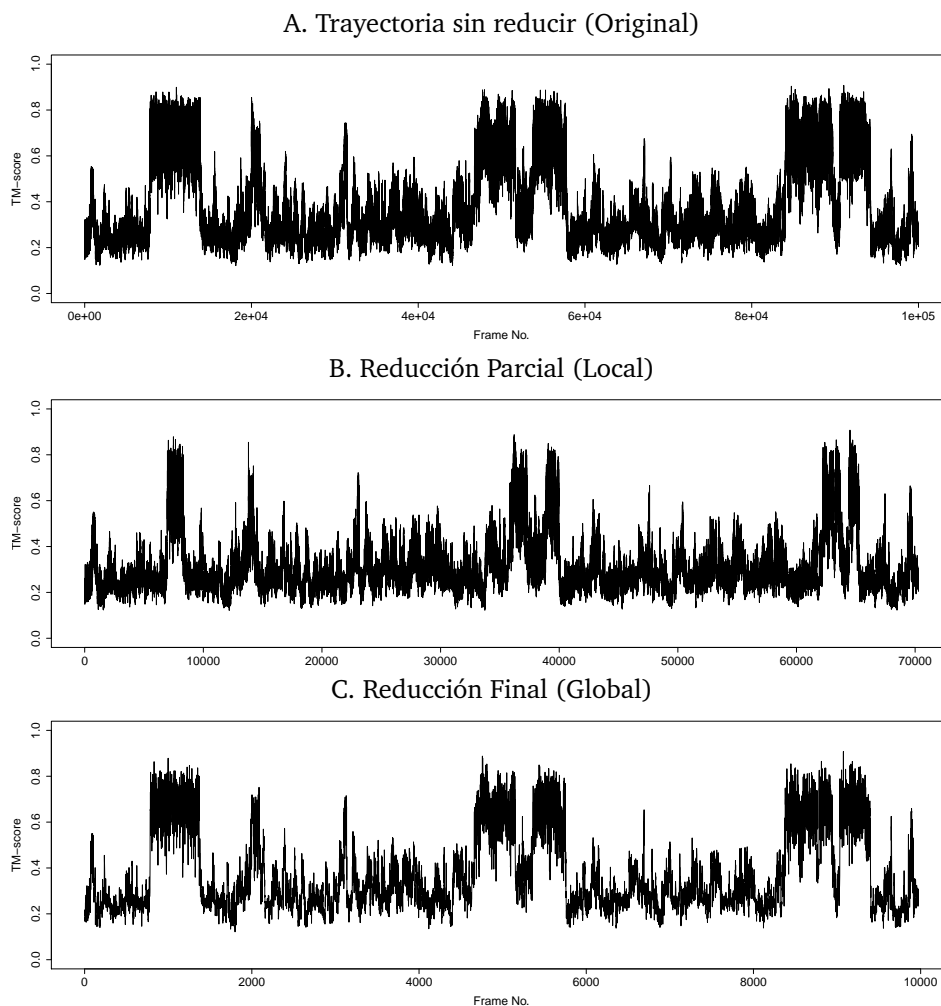 A. Trayectoria sin reducir (Original)
1.0
0.8
0.6
0.4
0.2
0.0
TM−score
0e+00 2e+04 4e+04 6e+04 8e+04 1e+05
Frame No.
B. Reducción Parcial (Local)
1.0
0.8
0.6
0.4
0.2
0.0
TM−score
0 10000 20000 30000 40000 50000 60000 70000
C. Reducción Final (Global)
1.0
0.8
0.6
0.4
0.2
0.0
TM−score
0 2000 4000 6000 8000 10000
Frame No.